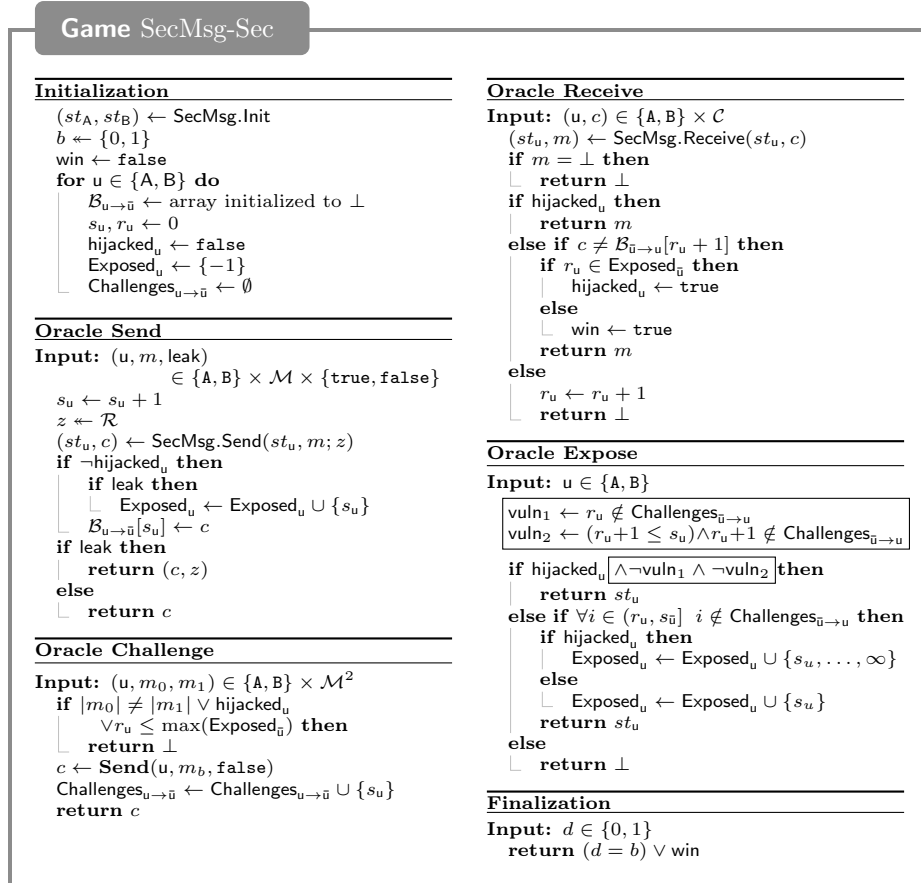 Game SecMsg-Sec
Initialization
(st_A, st_B) ← SecMsg.Init
b ↞ {0, 1}
win ← false
for u ∈ {A, B} do
B_{u→ū} ← array initialized to ⊥
s_u, r_u ← 0
hijacked_u ← false
Exposed_u ← {−1}
Challenges_{u→ū} ← ∅
Oracle Send
Input: (u, m, leak)
∈ {A, B} × M × {true, false}
s_u ← s_u + 1
z ↞ R
(st_u, c) ← SecMsg.Send(st_u, m; z)
if ¬hijacked_u then
if leak then
Exposed_u ← Exposed_u ∪ {s_u}
B_{u→ū}[s_u] ← c
if leak then
return (c, z)
else
return c
Oracle Challenge
Input: (u, m_0, m_1) ∈ {A, B} × M^2
if |m_0| ≠ |m_1| ∨ hijacked_u
∨r_u ≤ max(Exposed_ū) then
return ⊥
c ← Send(u, m_b, false)
Challenges_{u→ū} ← Challenges_{u→ū} ∪ {s_u}
return c
Oracle Receive
Input: (u, c) ∈ {A, B} × C
(st_u, m) ← SecMsg.Receive(st_u, c)
if m = ⊥ then
return ⊥
if hijacked_u then
return m
else if c ≠ B_{ū→u}[r_u + 1] then
if r_u ∈ Exposed_ū then
hijacked_u ← true
else
win ← true
return m
else
r_u ← r_u + 1
return ⊥
Oracle Expose
Input: u ∈ {A, B}
vuln_1 ← r_u ∉ Challenges_{ū→u}
vuln_2 ← (r_u+1 ≤ s_u)∧r_u+1 ∉ Challenges_{ū→u}
if hijacked_u ∧¬vuln_1 ∧ ¬vuln_2 then
return st_u
else if ∀i ∈ (r_u, s_ū] i ∉ Challenges_{ū→u} then
if hijacked_u then
Exposed_u ← Exposed_u ∪ {s_u, . . . , ∞}
else
Exposed_u ← Exposed_u ∪ {s_u}
return st_u
else
return ⊥
Finalization
Input: d ∈ {0, 1}
return (d = b) ∨ win